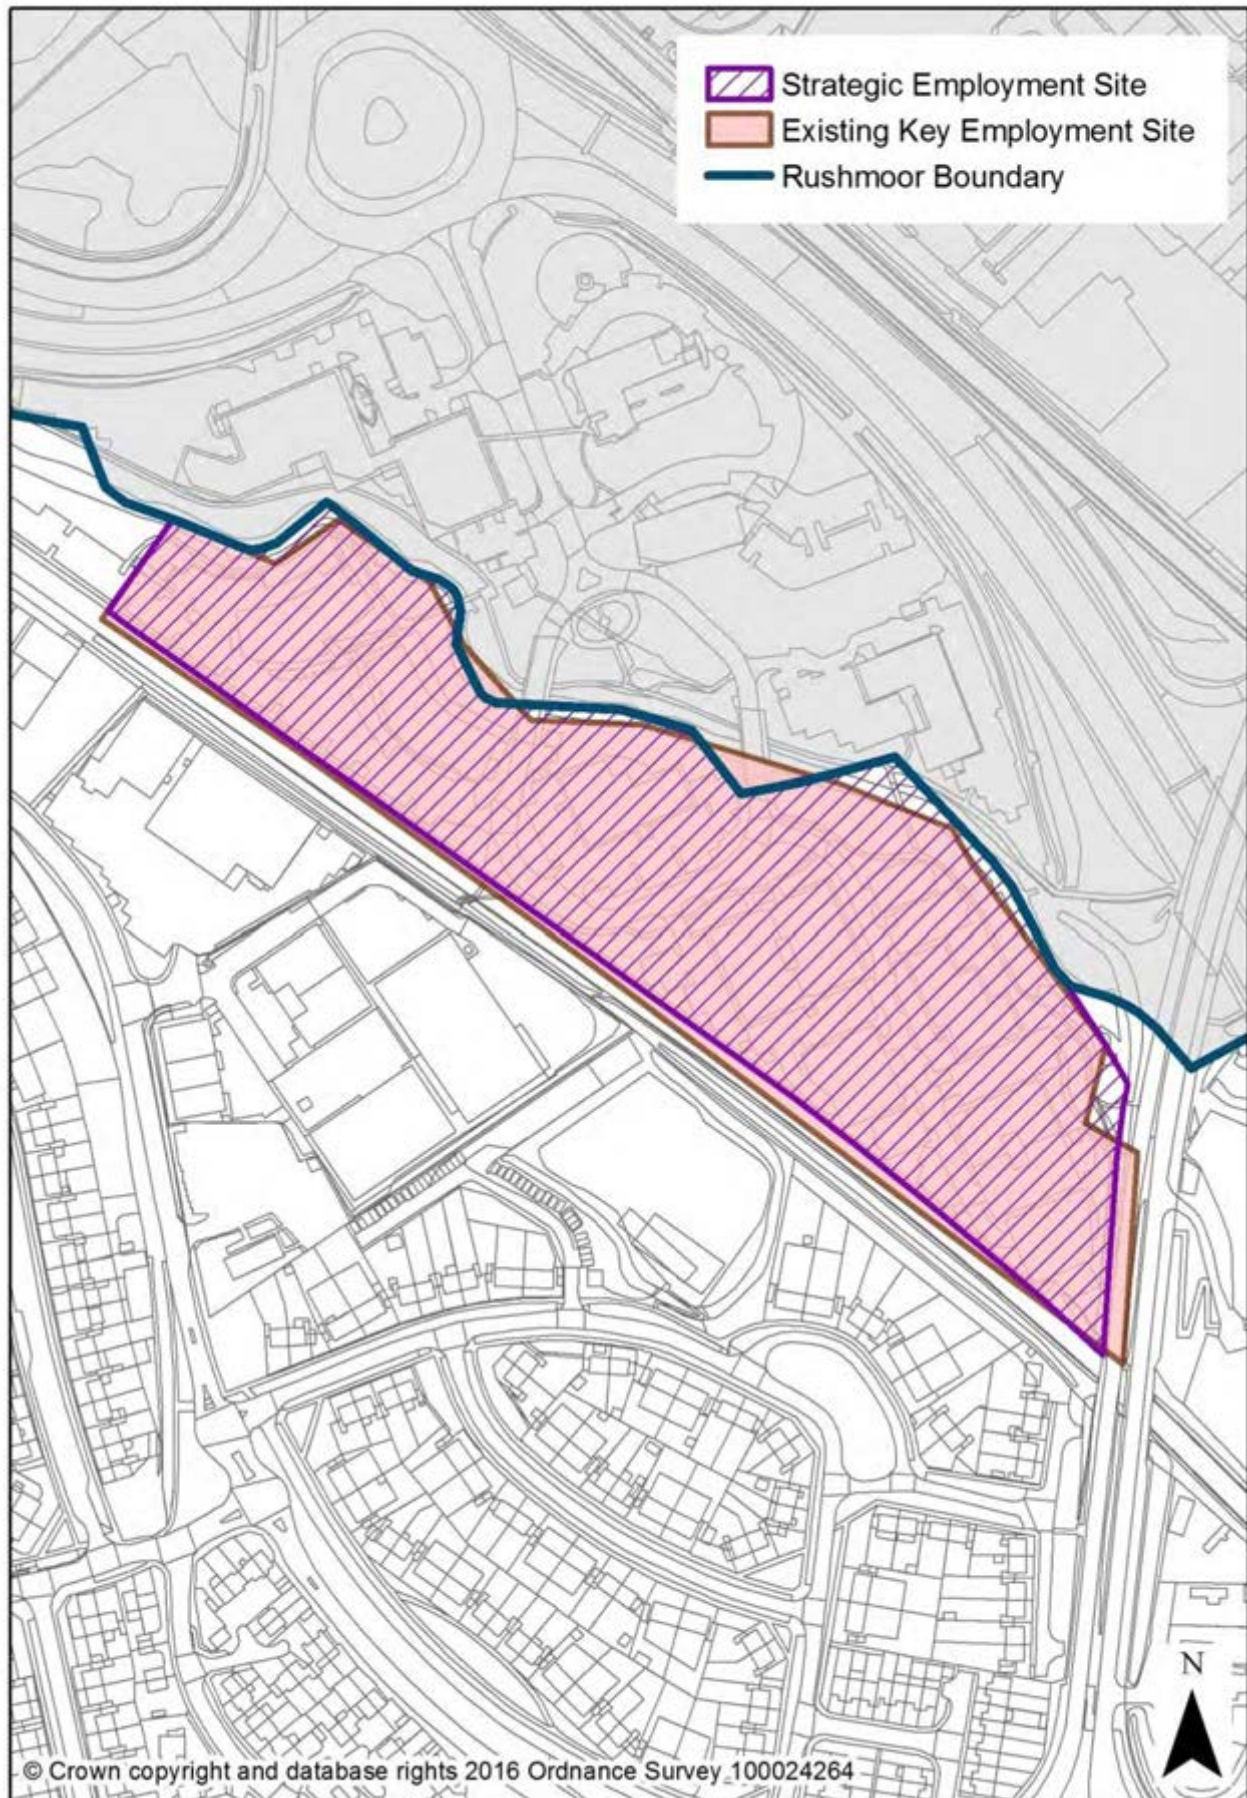 Strategic Employment Site
Existing Key Employment Site
Rushmoor Boundary
N
© Crown copyright and database rights 2016 Ordnance Survey 100024264